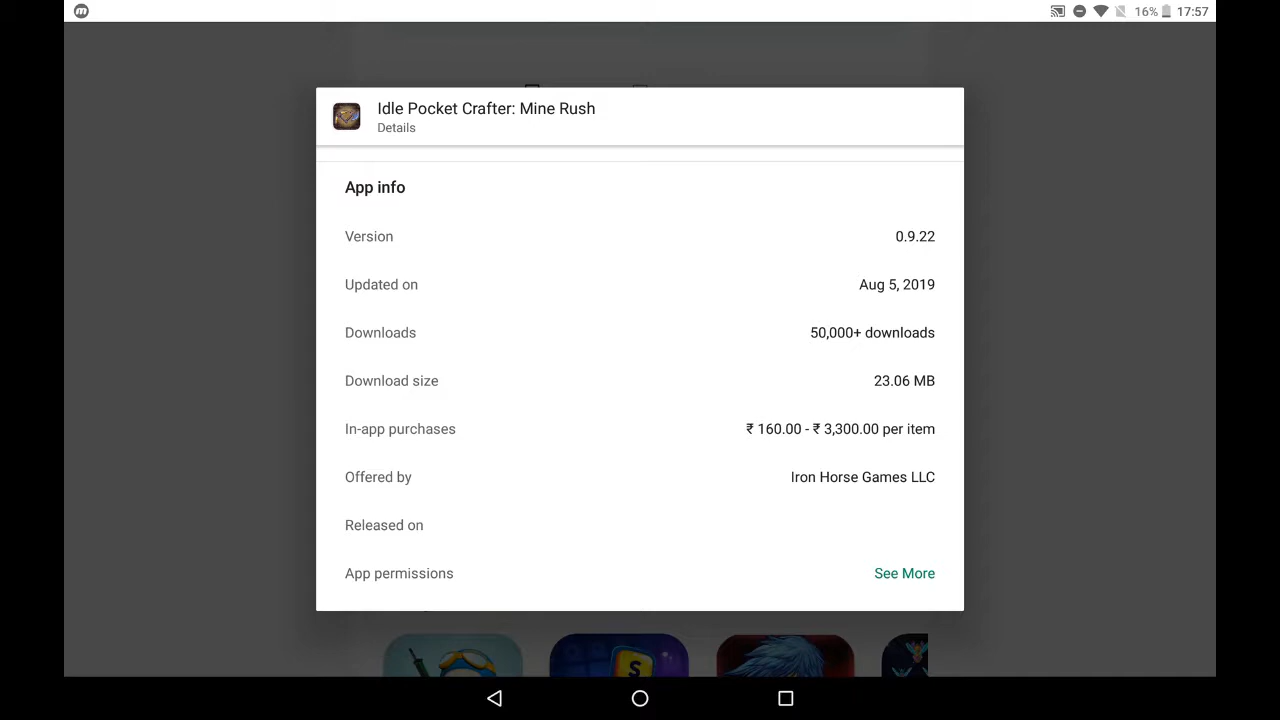 16% 17:57
Idle Pocket Crafter: Mine Rush
Details
App info
Version 0.9.22
Updated on Aug 5, 2019
Downloads 50,000+ downloads
Download size 23.06 MB
In-app purchases ₹ 160.00 - ₹ 3,300.00 per item
Offered by Iron Horse Games LLC
Released on
App permissions See More
S